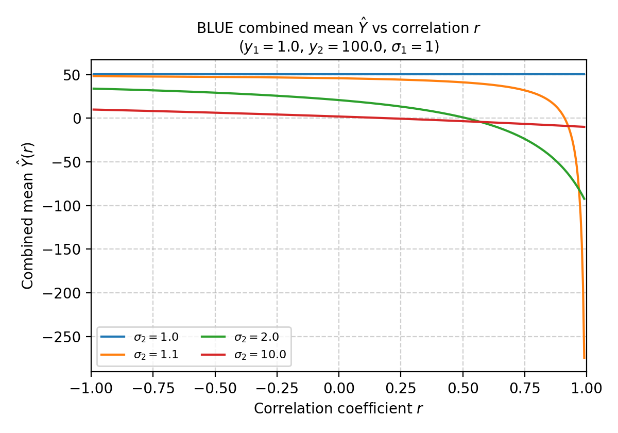 BLUE combined mean Ŷ vs correlation r
(y₁ = 1.0, y₂ = 100.0, σ₁ = 1)
Combined mean Ŷ(r)
50
0
−50
−100
−150
−200
−250
σ₂ = 1.0
σ₂ = 2.0
σ₂ = 1.1
σ₂ = 10.0
−1.00 −0.75 −0.50 −0.25 0.00 0.25 0.50 0.75 1.00
Correlation coefficient r